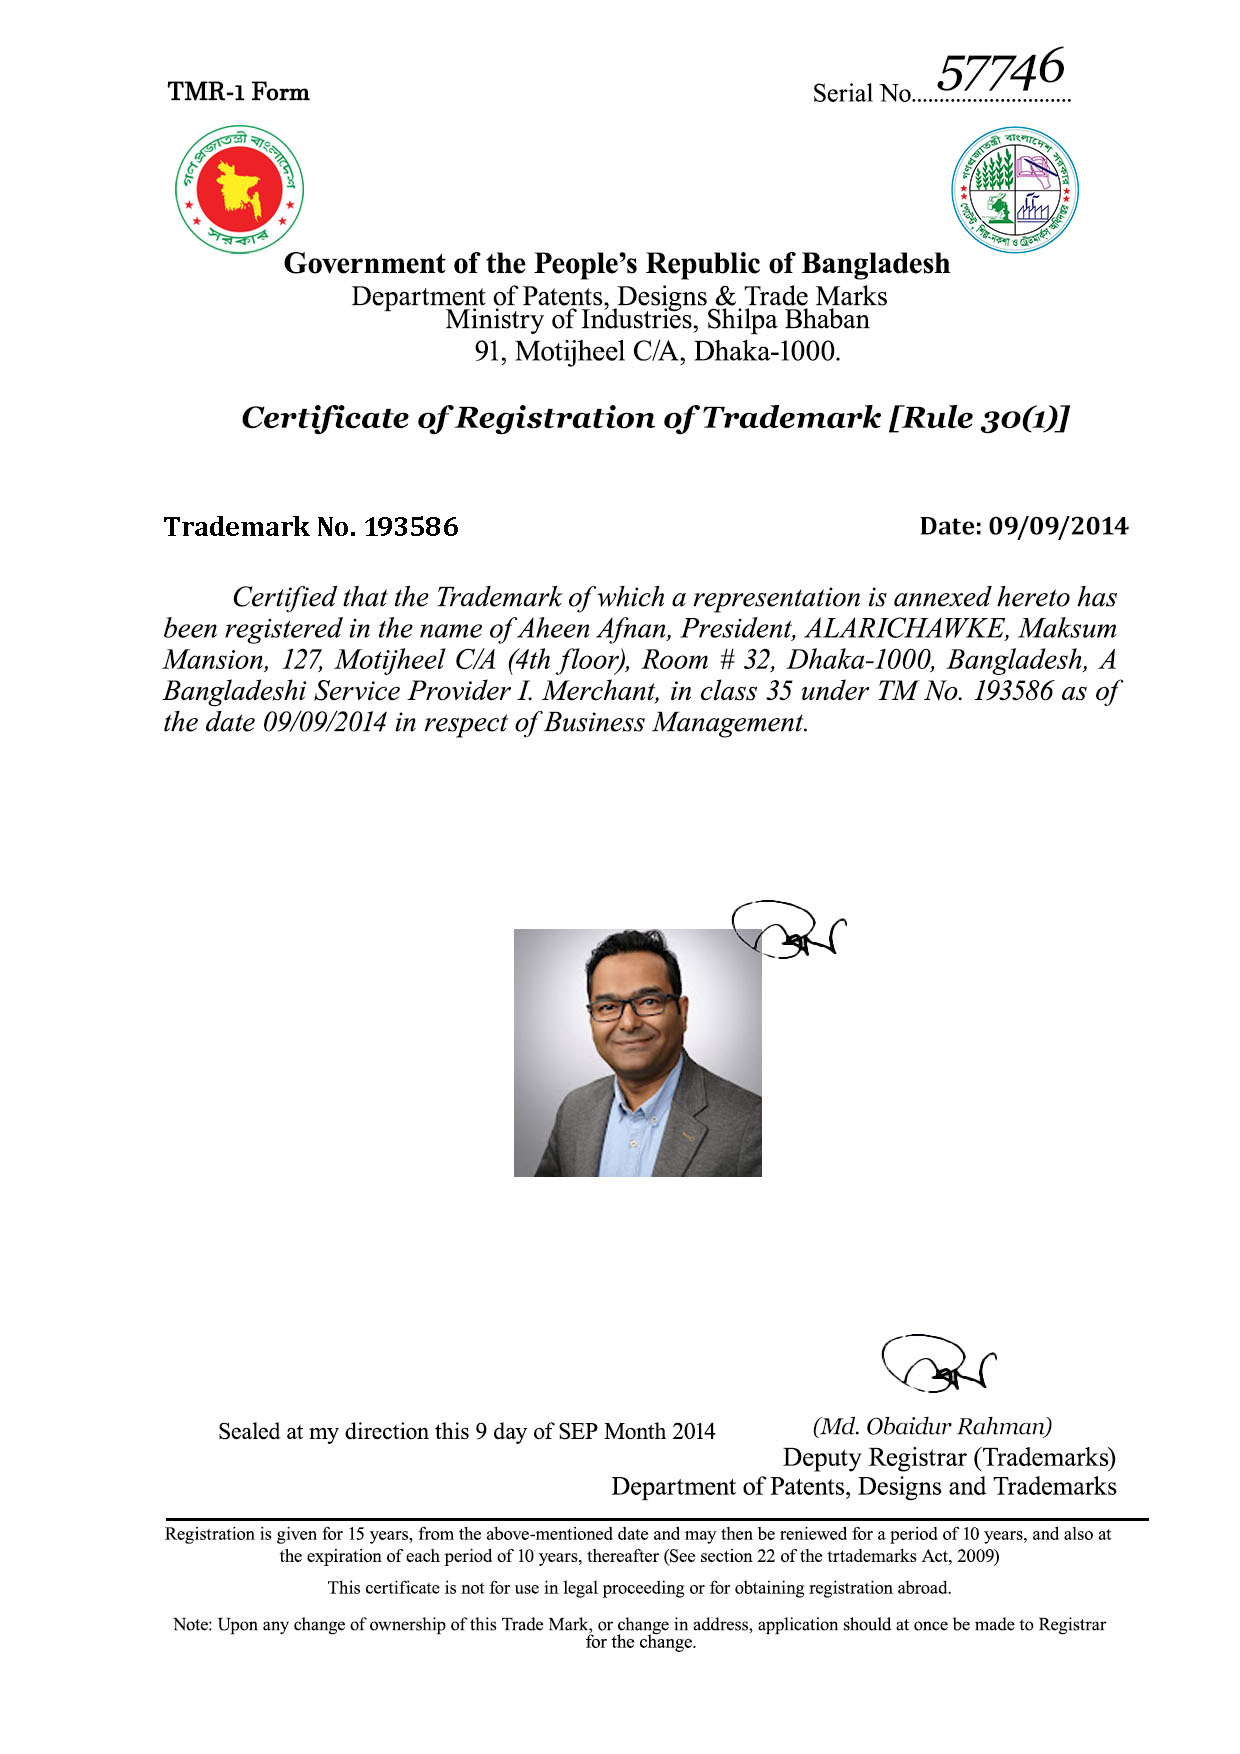 TMR-1 Form
Serial No............................. 57746
গণপ্রজাতন্ত্রী বাংলাদেশ
সরকার
গণপ্রজাতন্ত্রী বাংলাদেশ সরকার
পেটেন্ট, শিল্প-নকশা ও ট্রেডমার্কস অধিদপ্তর
Government of the People’s Republic of Bangladesh
Department of Patents, Designs & Trade Marks
Ministry of Industries, Shilpa Bhaban
91, Motijheel C/A, Dhaka-1000.
Certificate of Registration of Trademark [Rule 30(1)]
Trademark No. 193586
Date: 09/09/2014
Certified that the Trademark of which a representation is annexed hereto has
been registered in the name of Aheen Afnan, President, ALARICHAWKE, Maksum
Mansion, 127, Motijheel C/A (4th floor), Room # 32, Dhaka-1000, Bangladesh, A
Bangladeshi Service Provider I. Merchant, in class 35 under TM No. 193586 as of
the date 09/09/2014 in respect of Business Management.
Sealed at my direction this 9 day of SEP Month 2014
(Md. Obaidur Rahman)
Deputy Registrar (Trademarks)
Department of Patents, Designs and Trademarks
Registration is given for 15 years, from the above-mentioned date and may then be reniewed for a period of 10 years, and also at
the expiration of each period of 10 years, thereafter (See section 22 of the trtademarks Act, 2009)
This certificate is not for use in legal proceeding or for obtaining registration abroad.
Note: Upon any change of ownership of this Trade Mark, or change in address, application should at once be made to Registrar
for the change.